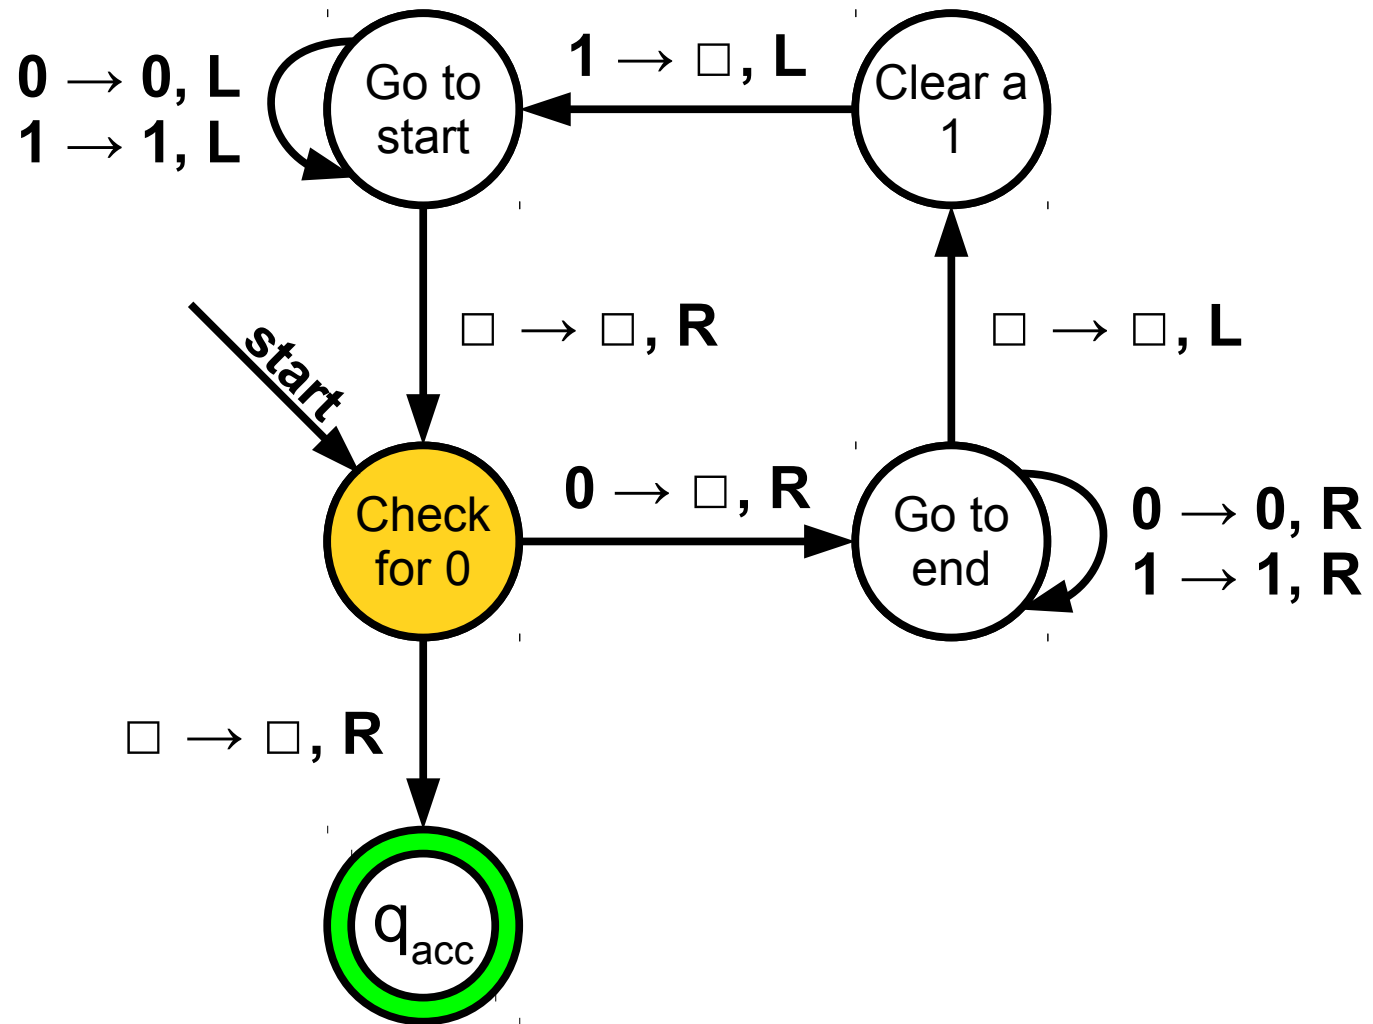 0 → 0, L
1 → 1, L
Go to
start
1 → □, L
Clear a
1
□ → □, R
□ → □, L
start
Check
for 0
0 → □, R
Go to
end
0 → 0, R
1 → 1, R
□ → □, R
qacc